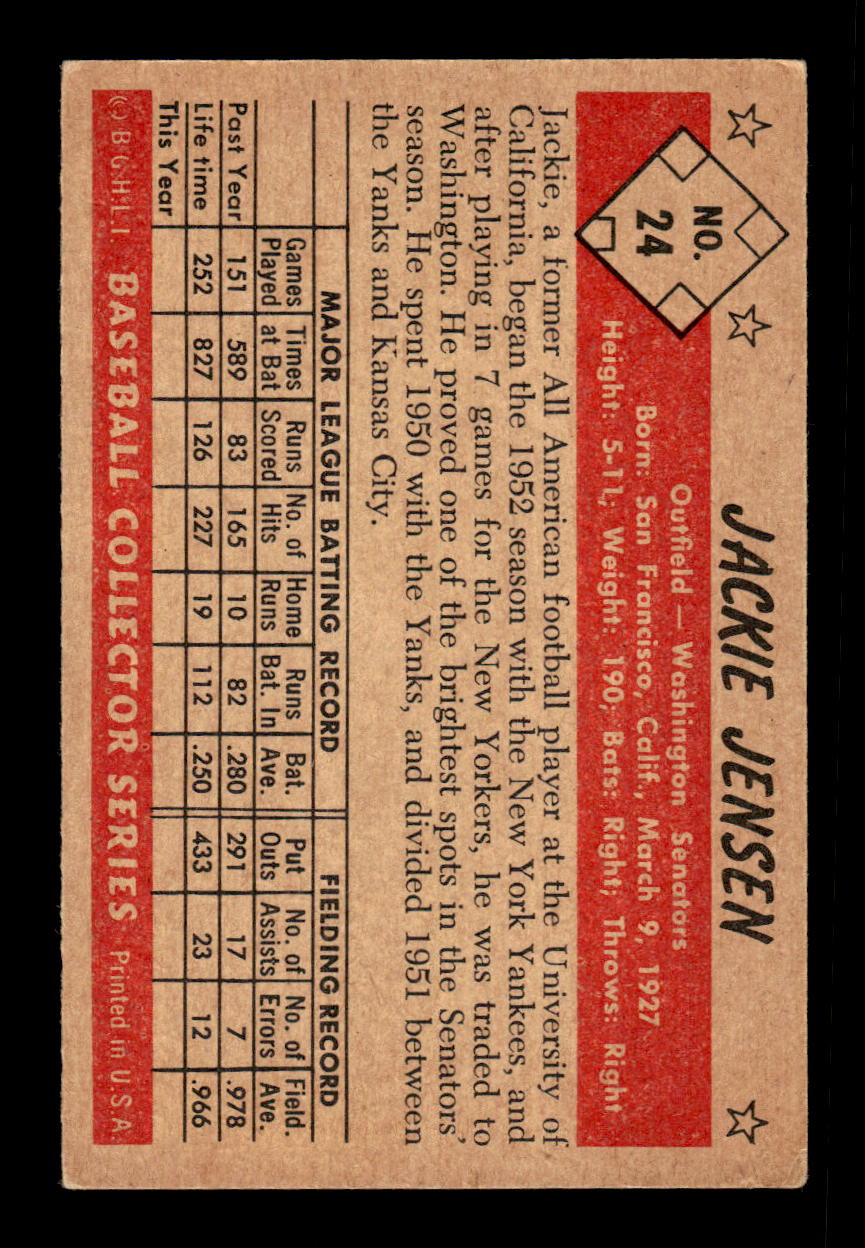 JACKIE JENSEN
NO.
24
Outfield — Washington Senators
Born: San Francisco, Calif., March 9, 1927
Height: 5-11; Weight: 190; Bats: Right; Throws: Right
Jackie, a former All American football player at the University of
California, began the 1952 season with the New York Yankees, and
after playing in 7 games for the New Yorkers, he was traded to
Washington. He proved one of the brightest spots in the Senators'
season. He spent 1950 with the Yanks, and divided 1951 between
the Yanks and Kansas City.
MAJOR LEAGUE BATTING RECORD FIELDING RECORD
Games Times Runs No. of Home Runs Bat. Put No. of No. of Field.
Played at Bat Scored Hits Runs Bat. In Ave. Outs Assists Errors Ave.
Past Year 151 589 83 165 10 82 .280 291 17 7 .978
Life time 252 827 126 227 19 112 .250 433 23 12 .966
This Year
(c) B.G.H.L.I. BASEBALL COLLECTOR SERIES Printed in U.S.A.